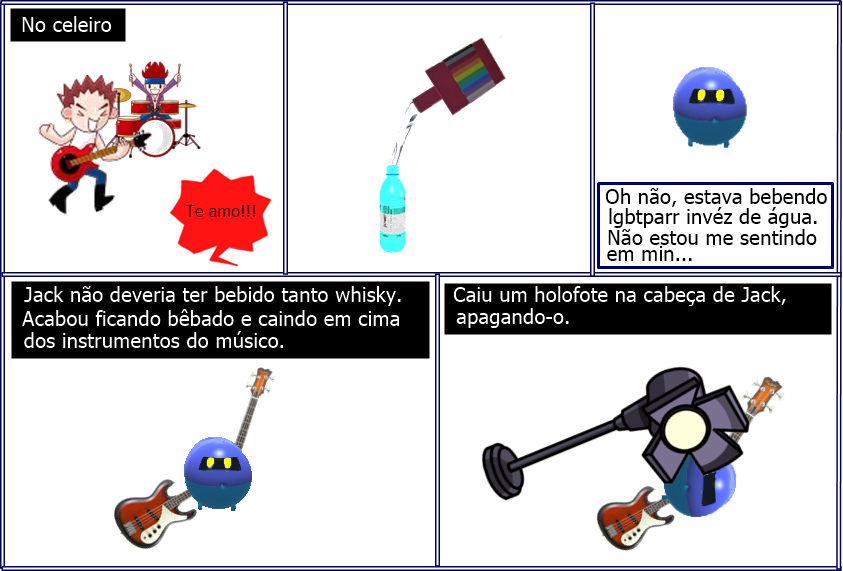 No celeiro
Te amo!!!
Oh não, estava bebendo
lgbtparr invéz de água.
Não estou me sentindo
em min...
Jack não deveria ter bebido tanto whisky.
Acabou ficando bêbado e caindo em cima
dos instrumentos do músico.
Caiu um holofote na cabeça de Jack,
apagando-o.